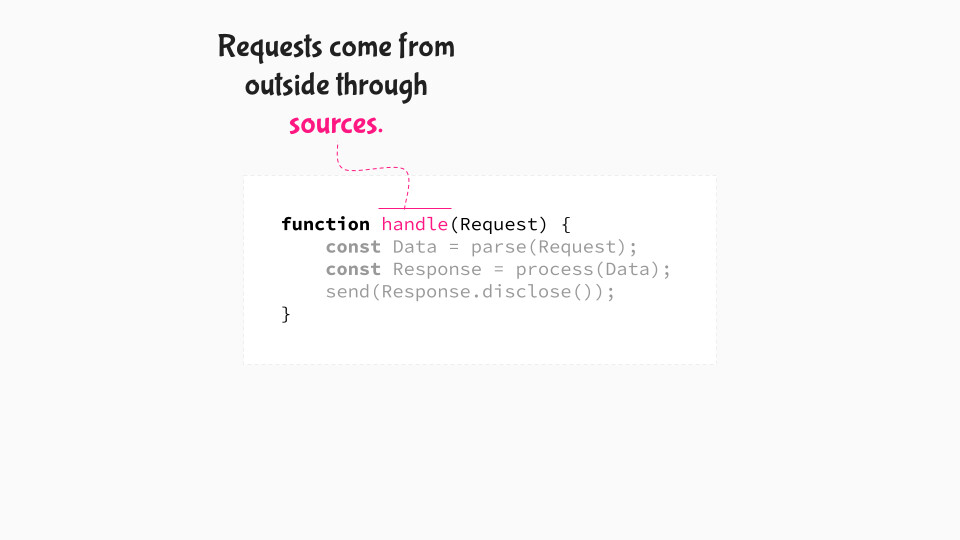 Requests come from
outside through
sources.
function handle(Request) {
    const Data = parse(Request);
    const Response = process(Data);
    send(Response.disclose());
}